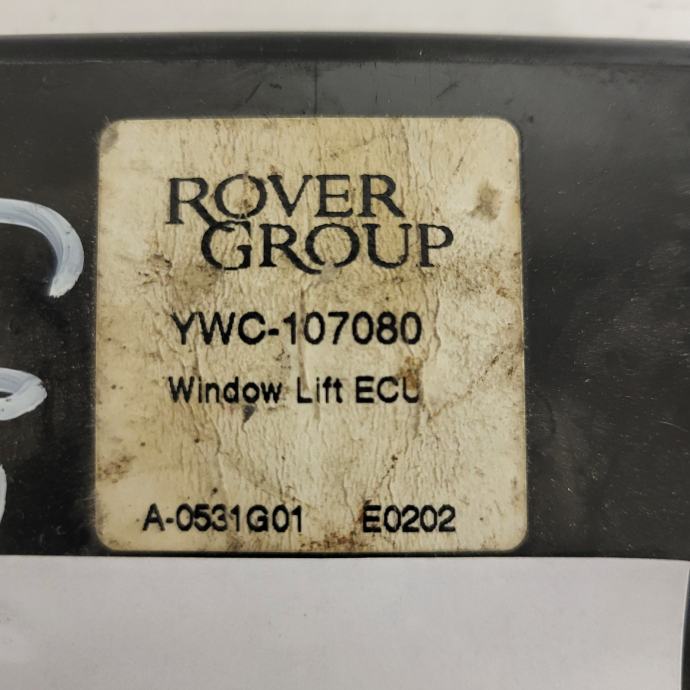 ROVER
GROUP
YWC-107080
Window Lift ECU
A-0531G01 E0202